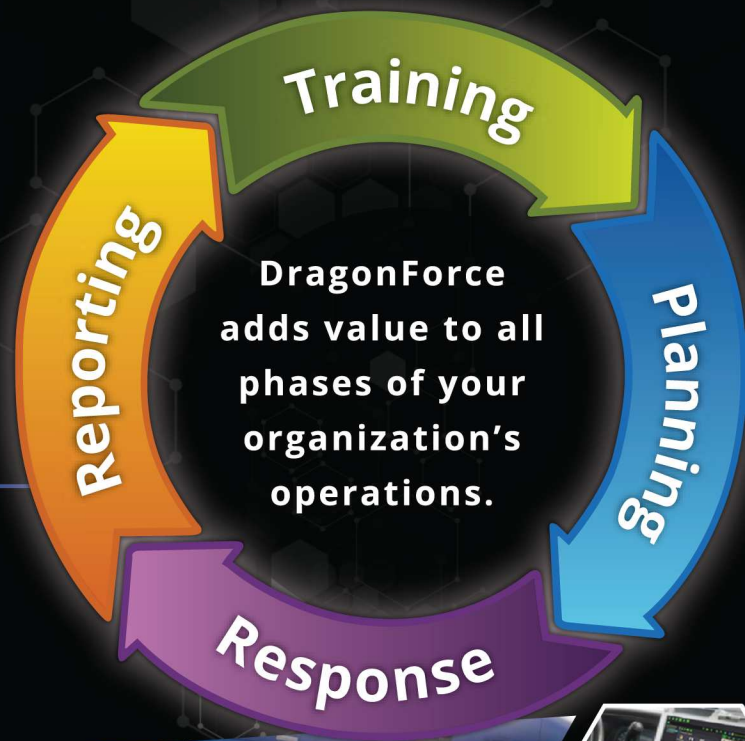 Training
Planning
Response
Reporting
DragonForce
adds value to all
phases of your
organization’s
operations.